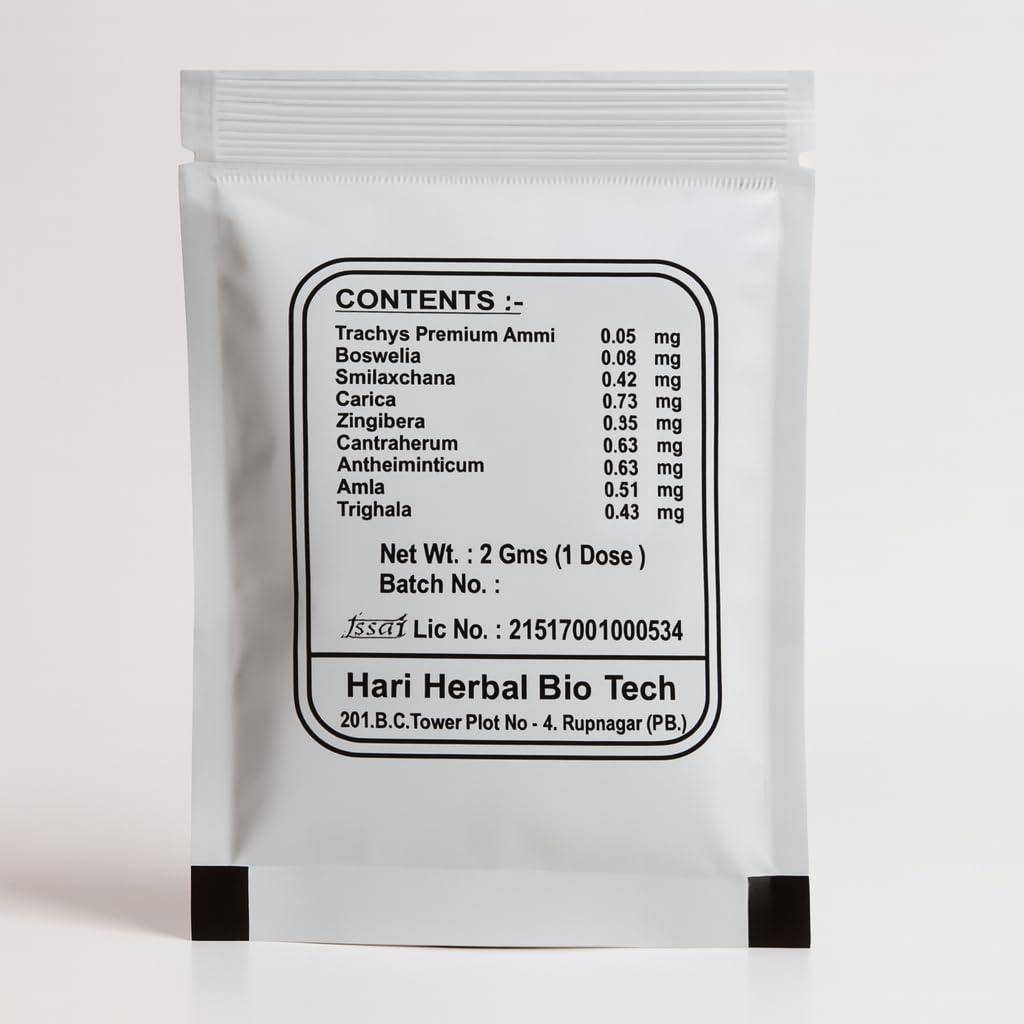 CONTENTS :-
Trachys Premium Ammi 0.05 mg
Boswelia 0.08 mg
Smilaxchana 0.42 mg
Carica 0.73 mg
Zingibera mg
Cantraherum 0.63 mg
Antheiminticum 0.63 mg
Amla 0.51 mg
Trighala 0.43 mg
Net Wt. : 2 Gms (1 Dose )
Batch No. :
fssai Lic No. : 21517001000534
Hari Herbal Bio Tech
201.B.C.Tower Plot No - 4. Rupnagar (PB.)